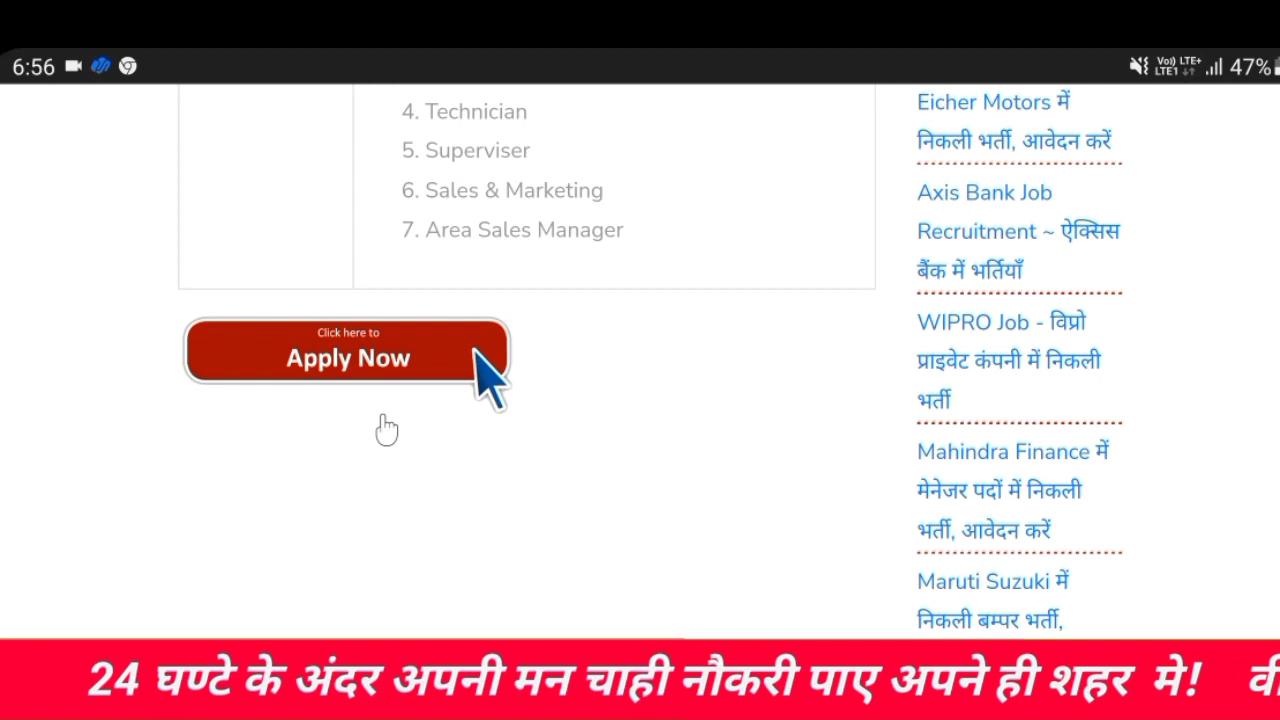 6:56
Vo)) LTE+
LTE1
47%
4. Technician
5. Superviser
6. Sales & Marketing
7. Area Sales Manager
Click here to
Apply Now
Eicher Motors में
निकली भर्ती, आवेदन करें
Axis Bank Job
Recruitment ~ ऐक्सिस
बैंक में भर्तियाँ
WIPRO Job - विप्रो
प्राइवेट कंपनी में निकली
भर्ती
Mahindra Finance में
मेनेजर पदों में निकली
भर्ती, आवेदन करें
Maruti Suzuki में
निकली बम्पर भर्ती,
24 घण्टे के अंदर अपनी मन चाही नौकरी पाए अपने ही शहर मे!